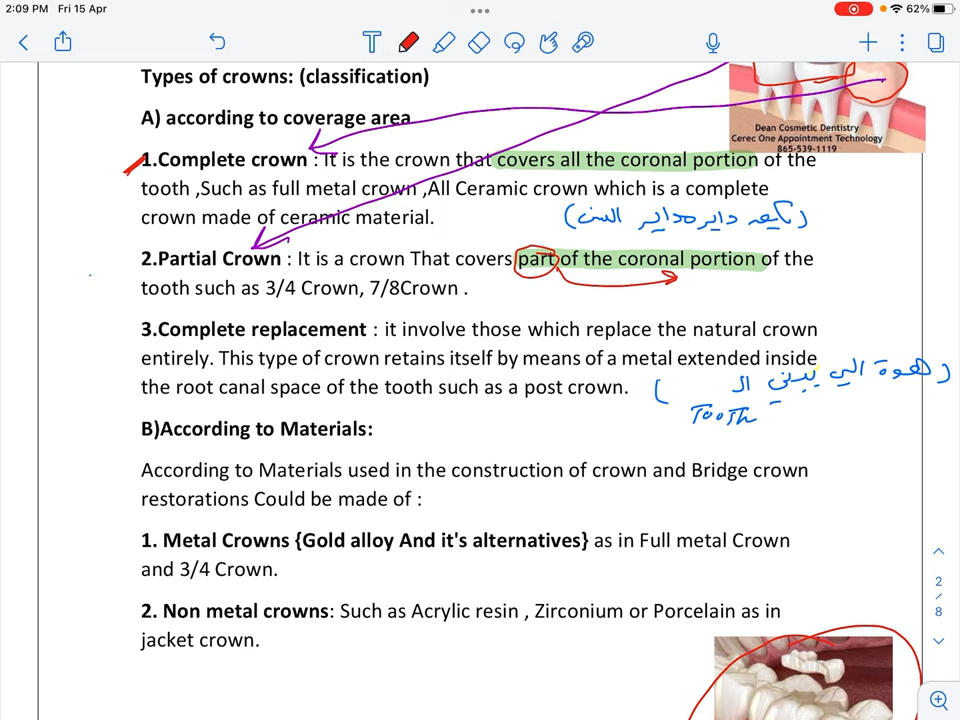 2:09 PM Fri 15 Apr
62%
Types of crowns: (classification)
A) according to coverage area
Dean Cosmetic Dentistry
Cerec One Appointment Technology
865-539-1119
1.Complete crown : It is the crown that covers all the coronal portion of the
tooth ,Such as full metal crown ,All Ceramic crown which is a complete
crown made of ceramic material.
داير مداير السن)
2.Partial Crown : It is a crown That covers part of the coronal portion of the
tooth such as 3/4 Crown, 7/8Crown .
3.Complete replacement : it involve those which replace the natural crown
entirely. This type of crown retains itself by means of a metal extended inside
the root canal space of the tooth such as a post crown.
(هوة الي يبني ال
Tooth
B)According to Materials:
According to Materials used in the construction of crown and Bridge crown
restorations Could be made of :
1. Metal Crowns {Gold alloy And it's alternatives} as in Full metal Crown
and 3/4 Crown.
2. Non metal crowns: Such as Acrylic resin , Zirconium or Porcelain as in
jacket crown.
2
/
8